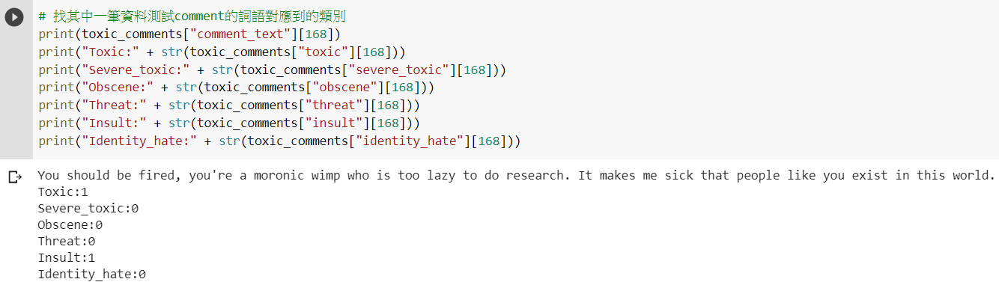 # 找其中一筆資料測試comment的詞語對應到的類別
print(toxic_comments["comment_text"][168])
print("Toxic:" + str(toxic_comments["toxic"][168]))
print("Severe_toxic:" + str(toxic_comments["severe_toxic"][168]))
print("Obscene:" + str(toxic_comments["obscene"][168]))
print("Threat:" + str(toxic_comments["threat"][168]))
print("Insult:" + str(toxic_comments["insult"][168]))
print("Identity_hate:" + str(toxic_comments["identity_hate"][168]))
You should be fired, you're a moronic wimp who is too lazy to do research. It makes me sick that people like you exist in this world.
Toxic:1
Severe_toxic:0
Obscene:0
Threat:0
Insult:1
Identity_hate:0